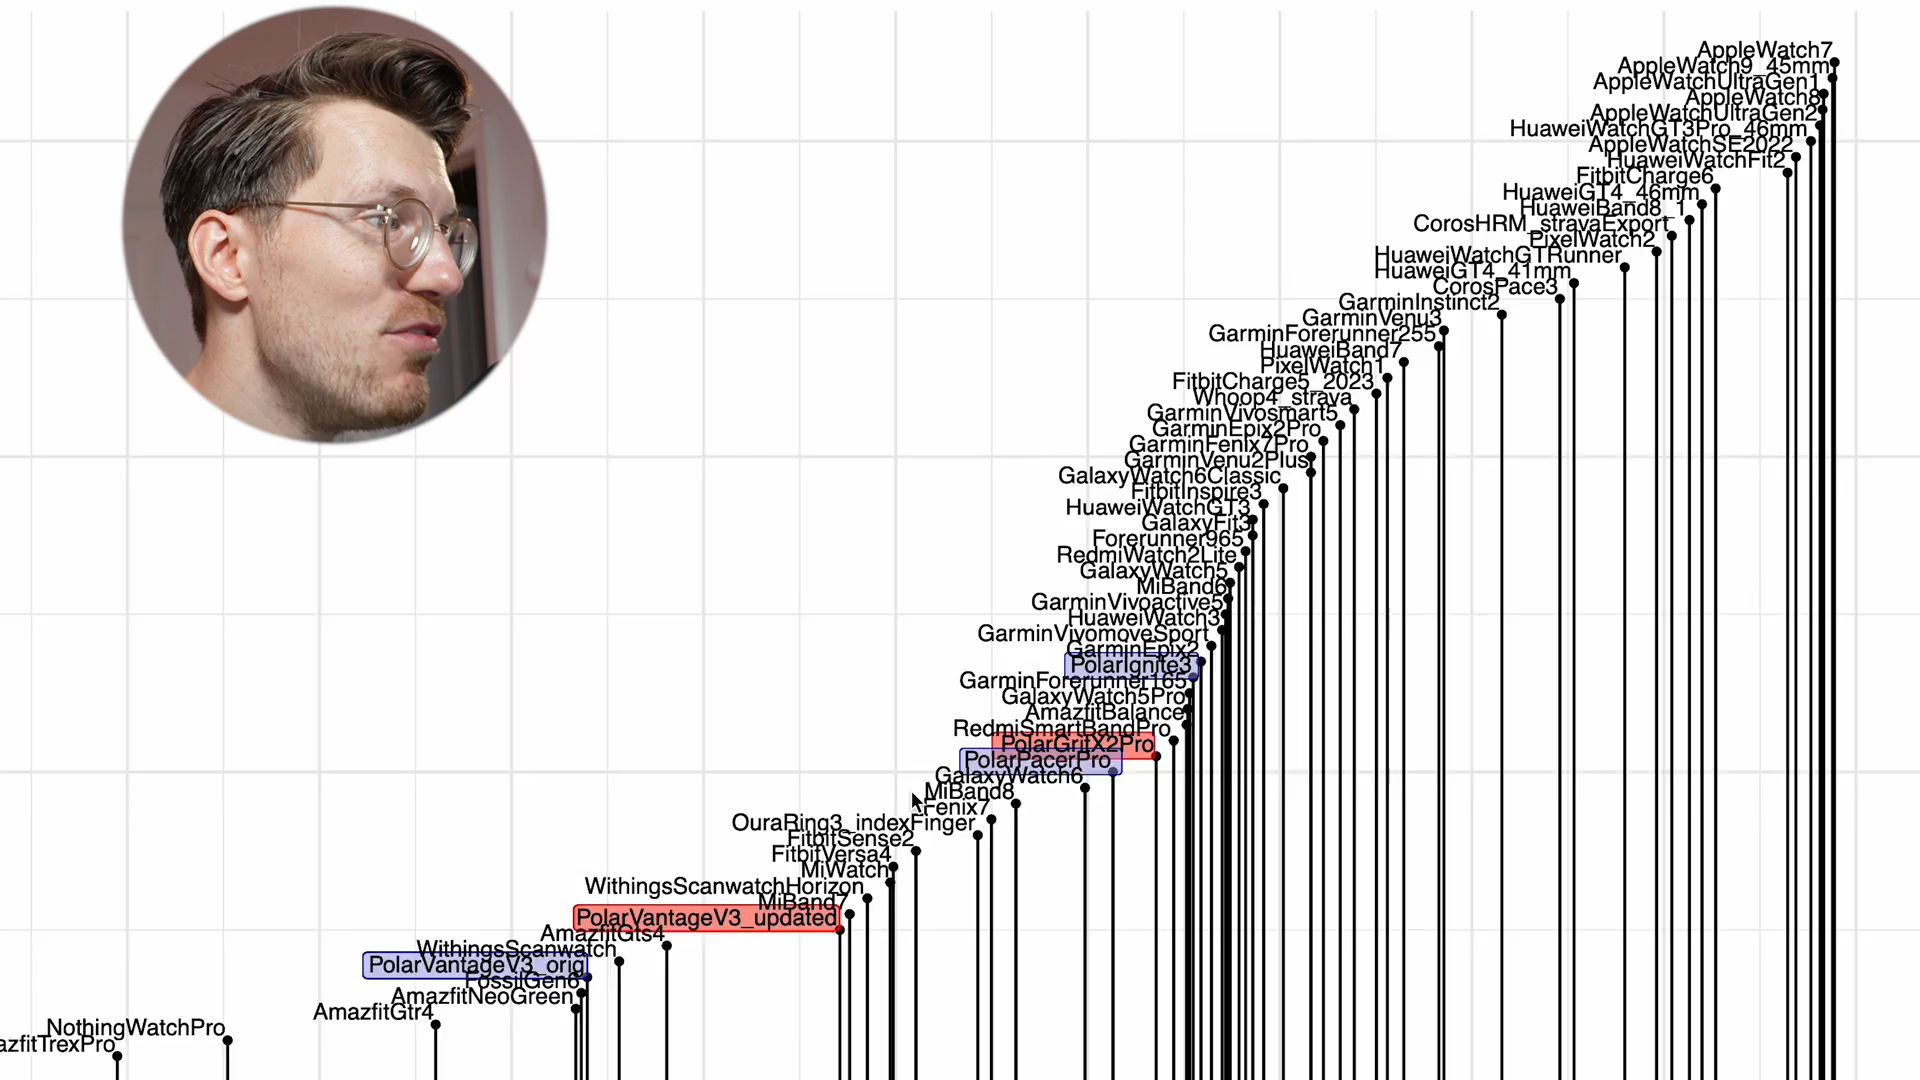 AppleWatch7
AppleWatch9_45mm
AppleWatchUltraGen1
AppleWatch8
AppleWatchUltraGen2
HuaweiWatchGT3Pro_46mm
AppleWatchSE2022
HuaweiWatchFit2
FitbitCharge6
HuaweiGT4_46mm
HuaweiBand8_1
CorosHRM_stravaExport
PixelWatch2
HuaweiWatchGTRunner
HuaweiGT4_41mm
CorosPace3
GarminInstinct2
GarminVenu3
GarminForerunner255
HuaweiBand7
PixelWatch1
FitbitCharge5_2023
Whoop4_strava
GarminVivosmart5
GarminEpix2Pro
GarminFenix7Pro
GarminVenu2Plus
GalaxyWatch6Classic
FitbitInspire3
HuaweiWatchGT3
GalaxyFit3
Forerunner965
RedmiWatch2Lite
GalaxyWatch5
MiBand6
GarminVivoactive5
HuaweiWatch3
GarminVivomoveSport
GarminEpix2
PolarIgnite3
GarminForerunner165
GalaxyWatch5Pro
AmazfitBalance
RedmiSmartBandPro
PolarGritX2Pro
PolarPacerPro
GalaxyWatch6
MiBand8
Fenix7
OuraRing3_indexFinger
FitbitSense2
FitbitVersa4
MiWatch
WithingsScanwatchHorizon
MiBand7
PolarVantageV3_updated
AmazfitGts4
WithingsScanwatch
PolarVantageV3_orig
FossilGen6
AmazfitNeoGreen
AmazfitGtr4
NothingWatchPro
azfitTrexPro